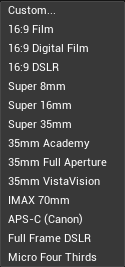 Custom...
16:9 Film
16:9 Digital Film
16:9 DSLR
Super 8mm
Super 16mm
Super 35mm
35mm Academy
35mm Full Aperture
35mm VistaVision
IMAX 70mm
APS-C (Canon)
Full Frame DSLR
Micro Four Thirds